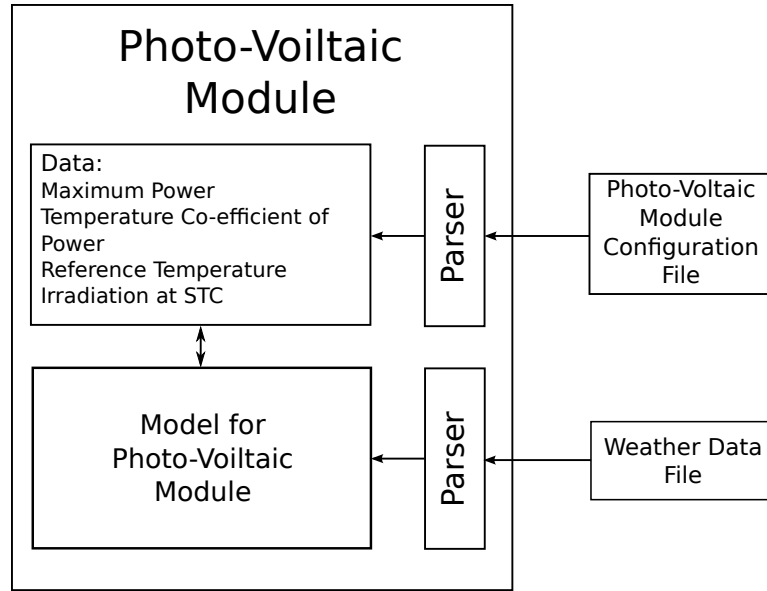 Photo-Voiltaic
Module
Data:
Maximum Power
Temperature Co-efficient of
Power
Reference Temperature
Irradiation at STC
Parser
Photo-Voltaic
Module
Configuration
File
Model for
Photo-Voiltaic
Module
Parser
Weather Data
File